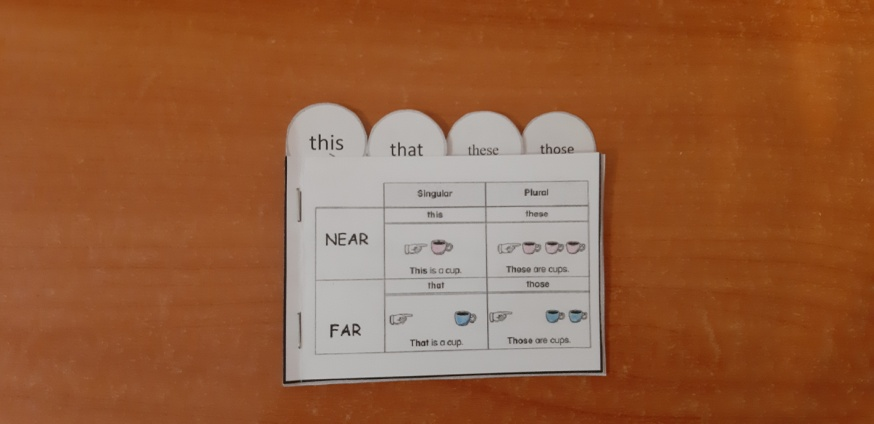 this
that
these
those
Singular Plural
this these
NEAR
This is a cup. These are cups.
that those
FAR
That is a cup. Those are cups.